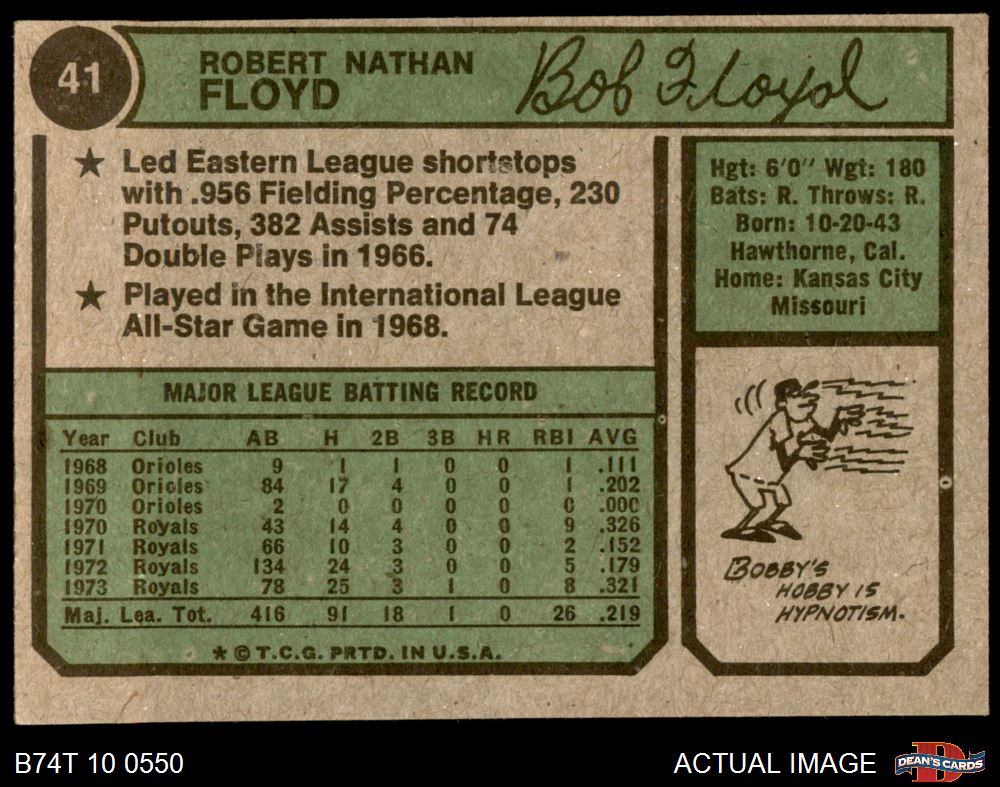 41
ROBERT NATHAN
FLOYD
Bob Floyd
★ Led Eastern League shortstops
with .956 Fielding Percentage, 230
Putouts, 382 Assists and 74
Double Plays in 1966.
★ Played in the International League
All-Star Game in 1968.
Hgt: 6'0" Wgt: 180
Bats: R. Throws: R.
Born: 10-20-43
Hawthorne, Cal.
Home: Kansas City
Missouri
MAJOR LEAGUE BATTING RECORD
Year Club AB H 2B 3B HR RBI AVG
1968 Orioles 9 1 1 0 0 1 .111
1969 Orioles 84 17 4 0 0 1 .202
1970 Orioles 2 0 0 0 0 0 .000
1970 Royals 43 14 4 0 0 9 .326
1971 Royals 66 10 3 0 0 2 .152
1972 Royals 134 24 3 0 0 5 .179
1973 Royals 78 25 3 1 0 8 .321
Maj. Lea. Tot. 416 91 18 1 0 26 .219
* © T.C.G. PRTD. IN U.S.A.
BOBBY'S
HOBBY IS
HYPNOTISM.
B74T 10 0550
ACTUAL IMAGE
D
DEAN'S CARDS